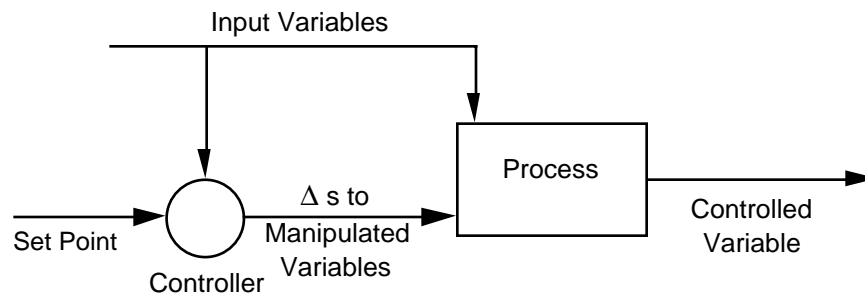 Input Variables
Process
Δ s to
Manipulated
Variables
Set Point
Controller
Controlled
Variable